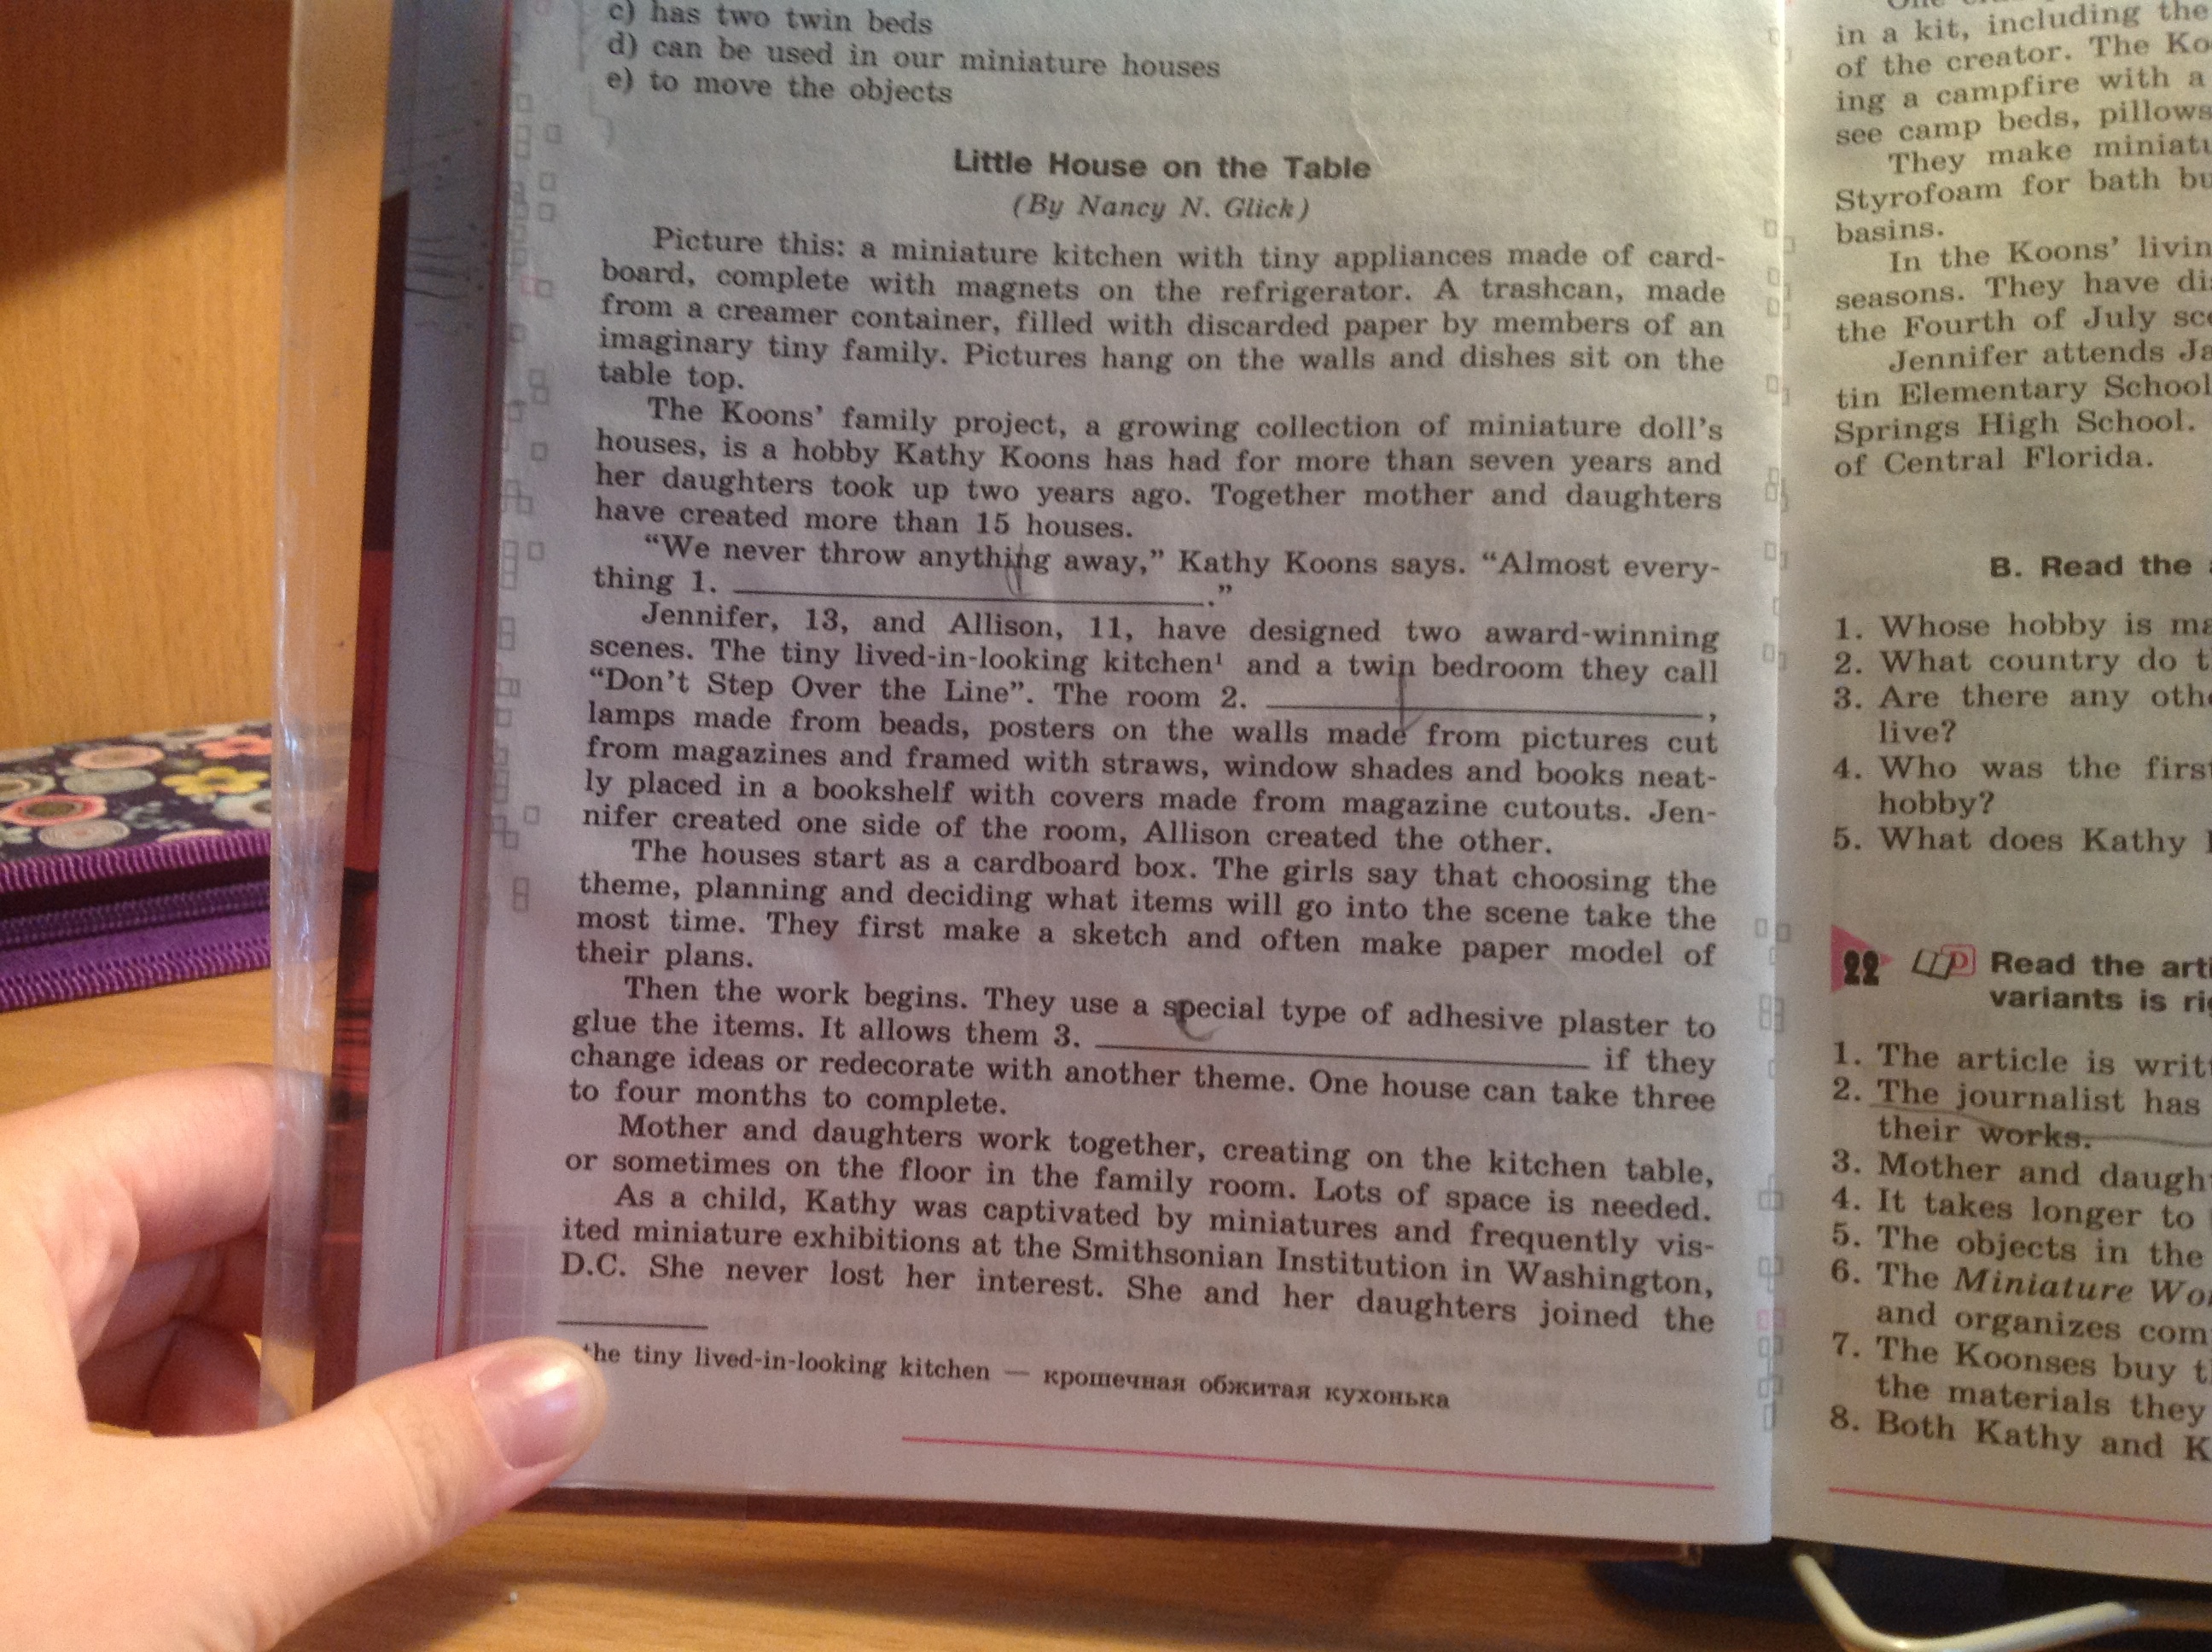 c) has two twin beds
d) can be used in our miniature houses
e) to move the objects
Little House on the Table
(By Nancy N. Glick)
Picture this: a miniature kitchen with tiny appliances made of card-
board, complete with magnets on the refrigerator. A trashcan, made
from a creamer container, filled with discarded paper by members of an
imaginary tiny family. Pictures hang on the walls and dishes sit on the
table top.
The Koons' family project, a growing collection of miniature doll's
houses, is a hobby Kathy Koons has had for more than seven years and
her daughters took up two years ago. Together mother and daughters
have created more than 15 houses.
"We never throw anything away," Kathy Koons says. "Almost every-
thing 1. ."
Jennifer, 13, and Allison, 11, have designed two award-winning
scenes. The tiny lived-in-looking kitchen¹ and a twin bedroom they call
"Don't Step Over the Line". The room 2. ,
lamps made from beads, posters on the walls made from pictures cut
from magazines and framed with straws, window shades and books neat-
ly placed in a bookshelf with covers made from magazine cutouts. Jen-
nifer created one side of the room, Allison created the other.
The houses start as a cardboard box. The girls say that choosing the
theme, planning and deciding what items will go into the scene take the
most time. They first make a sketch and often make paper model of
their plans.
Then the work begins. They use a special type of adhesive plaster to
glue the items. It allows them 3. if they
change ideas or redecorate with another theme. One house can take three
to four months to complete.
Mother and daughters work together, creating on the kitchen table,
or sometimes on the floor in the family room. Lots of space is needed.
As a child, Kathy was captivated by miniatures and frequently vis-
ited miniature exhibitions at the Smithsonian Institution in Washington,
D.C. She never lost her interest. She and her daughters joined the
the tiny lived-in-looking kitchen — крошечная обжитая кухонька
in a kit, including the
of the creator. The
ing a campfire with a
see camp beds, pillows
They make
Styrofoam for bath
basins.
In the Koons'
seasons. They have
the Fourth of July
Jennifer attends
tin Elementary School
Springs High School.
of Central Florida.
B. Read the
1. Whose hobby is
2. What country do
3. Are there any
live?
4. Who was the first
hobby?
5. What does Kathy
22 Read the
variants is
1. The article is
2. The journalist has
their works.
3. Mother and
4. It takes longer to
5. The objects in the
6. The Miniature
and organizes
7. The Koonses buy
the materials they
8. Both Kathy and